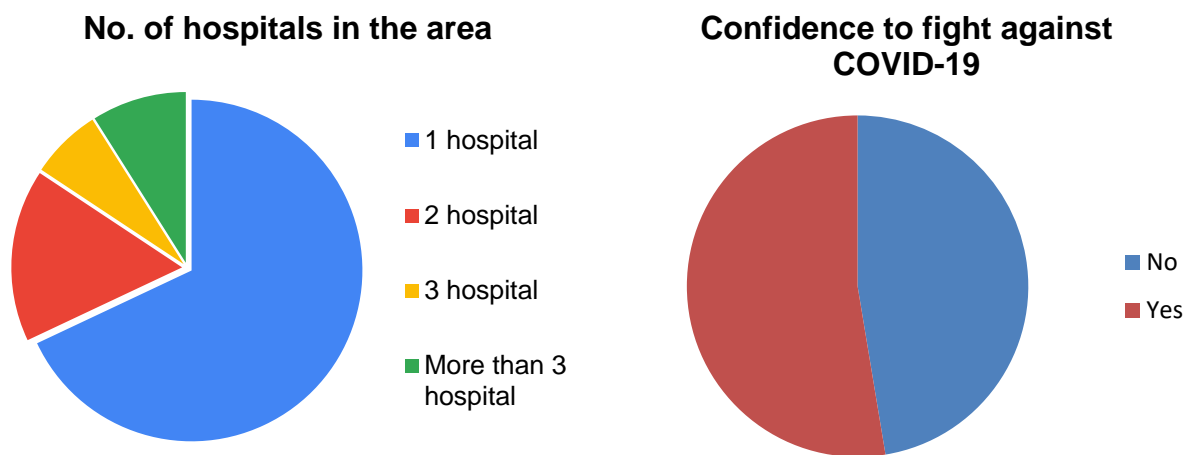 No. of hospitals in the area
1 hospital
2 hospital
3 hospital
More than 3
hospital
Confidence to fight against
COVID-19
No
Yes